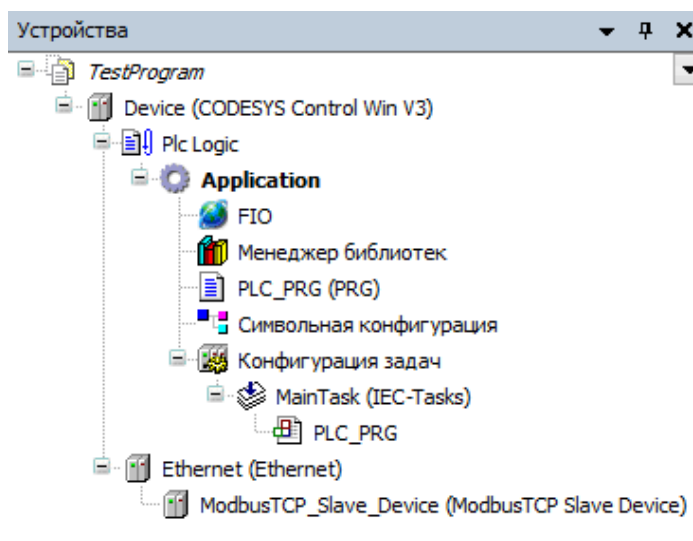 Устройства
TestProgram
Device (CODESYS Control Win V3)
Plc Logic
Application
FIO
Менеджер библиотек
PLC_PRG (PRG)
Символьная конфигурация
Конфигурация задач
MainTask (IEC-Tasks)
PLC_PRG
Ethernet (Ethernet)
ModbusTCP_Slave_Device (ModbusTCP Slave Device)